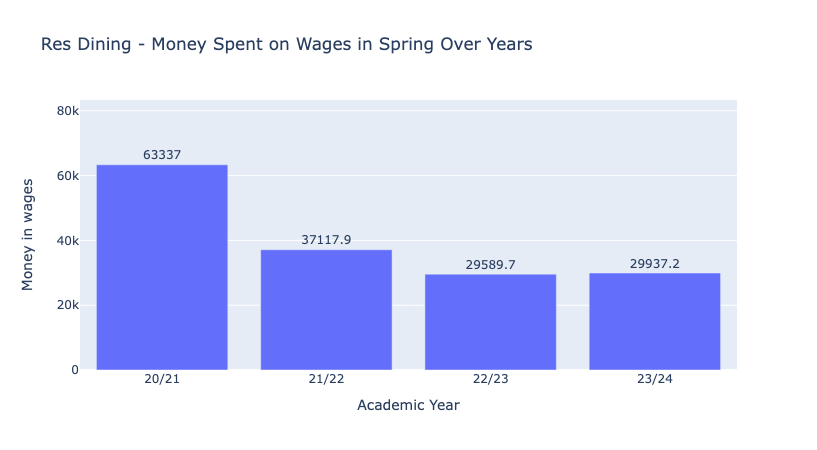 Res Dining - Money Spent on Wages in Spring Over Years
Money in wages
80k
60k
40k
20k
0
63337
37117.9
29589.7
29937.2
20/21
21/22
22/23
23/24
Academic Year